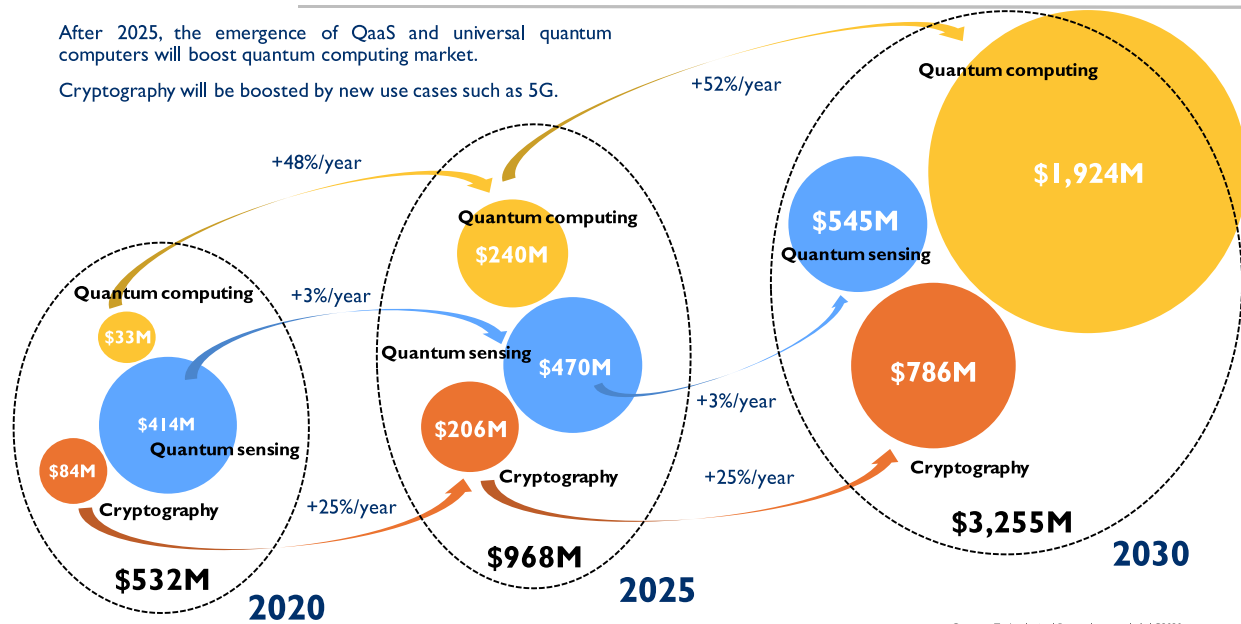 After 2025, the emergence of QaaS and universal quantum
computers will boost quantum computing market.
Cryptography will be boosted by new use cases such as 5G.
+48%/year
+52%/year
Quantum computing
$33M
$414M
Quantum sensing
$84M
Cryptography
$532M
2020
+3%/year
+25%/year
Quantum computing
$240M
Quantum sensing
$470M
$206M
Cryptography
$968M
2025
+3%/year
+25%/year
Quantum computing
$1,924M
$545M
Quantum sensing
$786M
Cryptography
$3,255M
2030